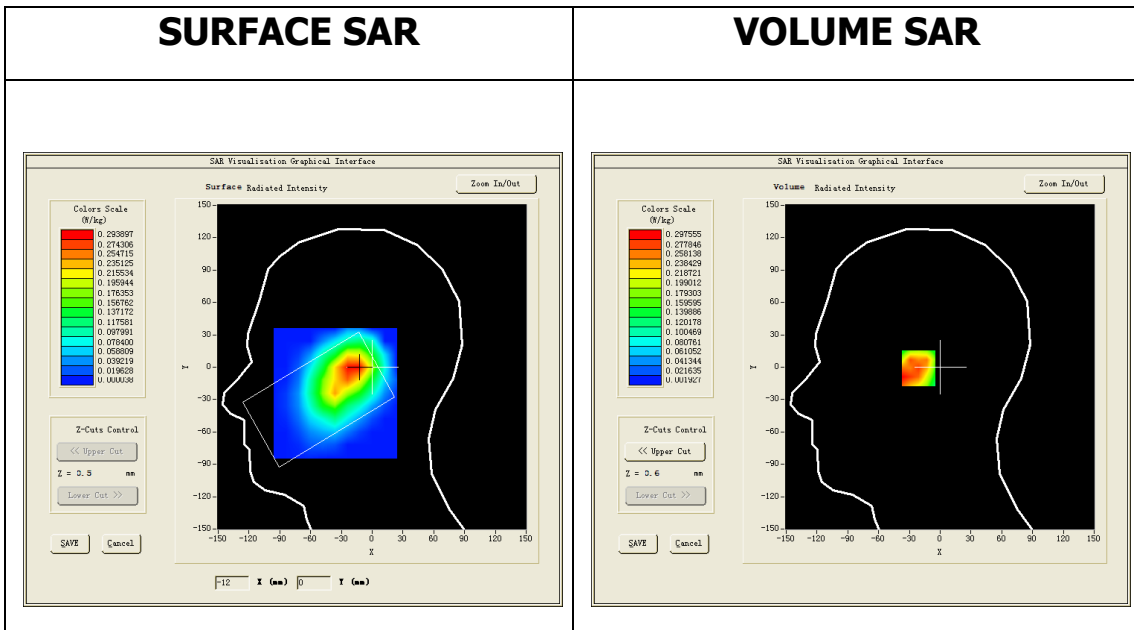 SURFACE SAR
VOLUME SAR
SAR Visualisation Graphical Interface
Surface Radiated Intensity
Zoom In/Out
Colors Scale
(W/kg)
0.293897
0.274306
0.254715
0.235125
0.215534
0.195944
0.176353
0.156762
0.137172
0.117581
0.097991
0.078400
0.058809
0.039219
0.019628
0.000038
Z-Cuts Control
<< Upper Cut
Z = 0.5 mm
Lower Cut >>
SAVE
Cancel
150
120
90
60
30
0
-30
-60
-90
-120
-150
Y
-150 -120 -90 -60 -30 0 30 60 90 120 150
X
-12 X (mm) 0 Y (mm)
SAR Visualisation Graphical Interface
Volume Radiated Intensity
Zoom In/Out
Colors Scale
(W/kg)
0.297555
0.277846
0.258138
0.238429
0.218721
0.199012
0.179303
0.159595
0.139886
0.120178
0.100469
0.080761
0.061052
0.041344
0.021635
0.001927
Z-Cuts Control
<< Upper Cut
Z = 0.6 mm
Lower Cut >>
SAVE
Cancel
150
120
90
60
30
0
-30
-60
-90
-120
-150
Y
-150 -120 -90 -60 -30 0 30 60 90 120 150
X